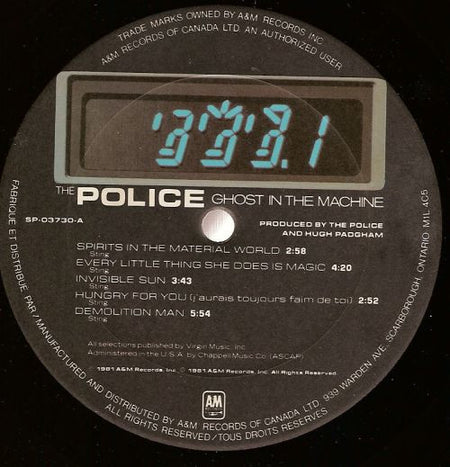 TRADE MARKS OWNED BY A&M RECORDS INC
A&M RECORDS OF CANADA LTD. AN AUTHORIZED USER
THE POLICE GHOST IN THE MACHINE
SP-03730-A
PRODUCED BY THE POLICE
AND HUGH PADGHAM
SPIRITS IN THE MATERIAL WORLD 2:58
Sting
EVERY LITTLE THING SHE DOES IS MAGIC 4:20
Sting
INVISIBLE SUN 3:43
Sting
HUNGRY FOR YOU (j'aurais toujours faim de toi) 2:52
Sting
DEMOLITION MAN 5:54
Sting
All selections published by Virgin Music, Inc.
Administered in the U.S.A. by Chappell Music Co. (ASCAP)
℗ 1981 A&M Records, Inc. © 1981 A&M Records, Inc. All Rights Reserved.
AM
FABRIQUÉ ET DISTRIBUÉ PAR / MANUFACTURED AND DISTRIBUTED BY A&M RECORDS OF CANADA LTD. 939 WARDEN AVE, SCARBOROUGH, ONTARIO M1L 4C5
ALL RIGHTS RESERVED / TOUS DROITS RESERVÉS